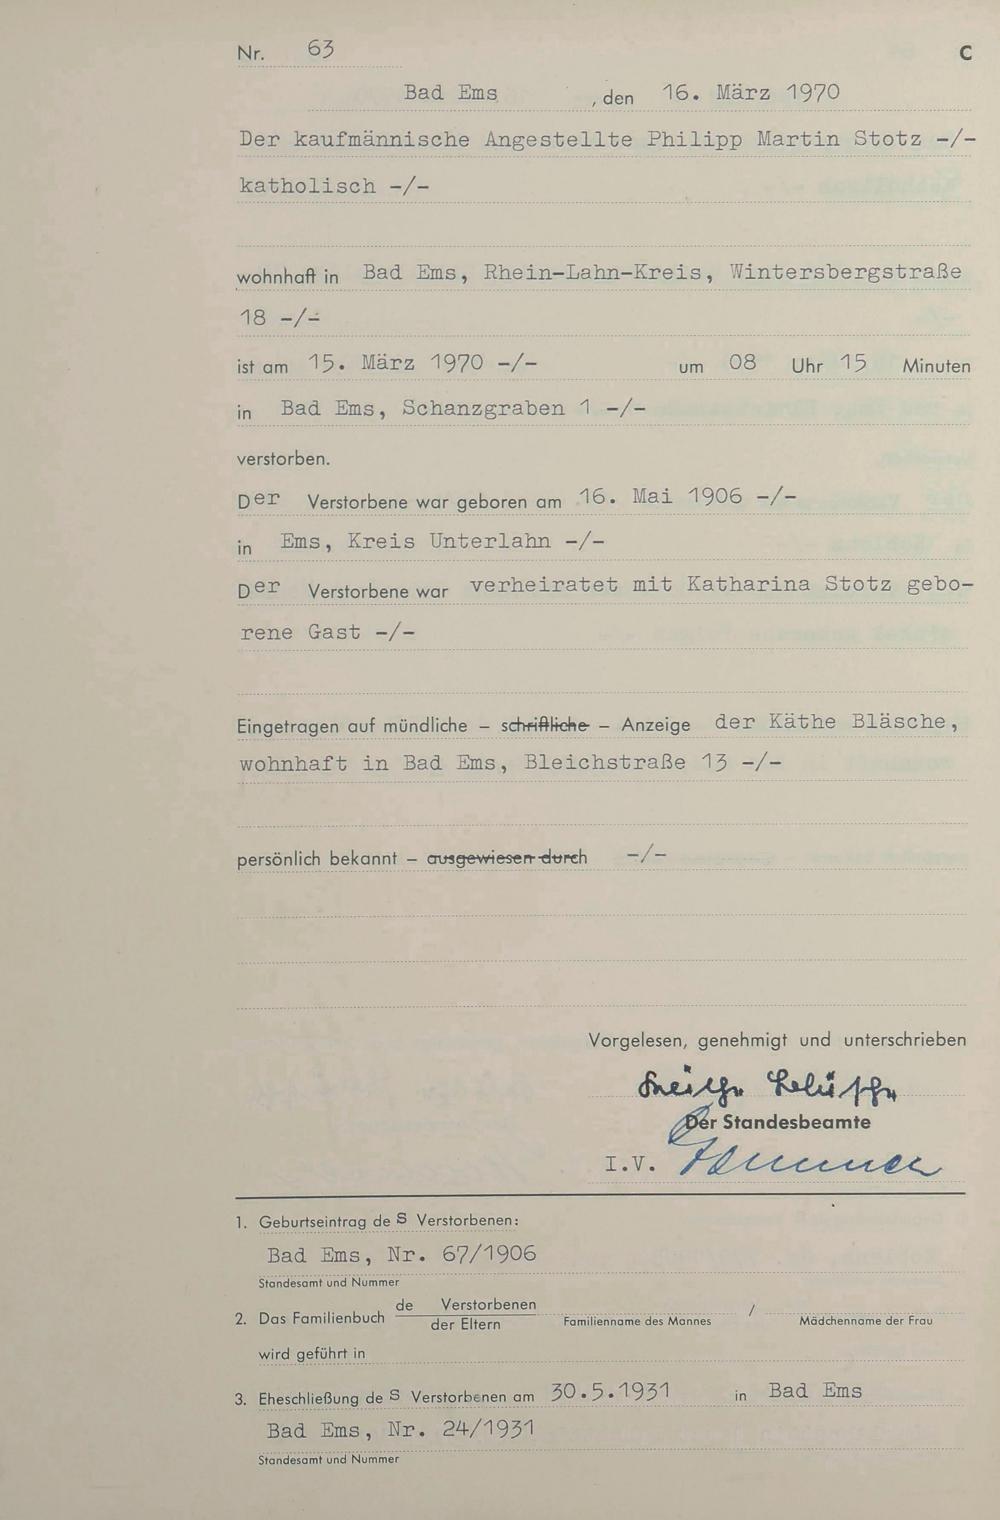 Nr. 63 C
Bad Ems , den 16. März 1970
Der kaufmännische Angestellte Philipp Martin Stotz -/-
katholisch -/-
wohnhaft in Bad Ems, Rhein-Lahn-Kreis, Wintersbergstraße
18 -/-
ist am 15. März 1970 -/- um 08 Uhr 15 Minuten
in Bad Ems, Schanzgraben 1 -/-
verstorben.
Der Verstorbene war geboren am 16. Mai 1906 -/-
in Ems, Kreis Unterlahn -/-
Der Verstorbene war verheiratet mit Katharina Stotz gebo-
rene Gast -/-
Eingetragen auf mündliche – schriftliche – Anzeige der Käthe Bläsche,
wohnhaft in Bad Ems, Bleichstraße 13 -/-
persönlich bekannt – ausgewiesen durch -/-
Vorgelesen, genehmigt und unterschrieben
Der Standesbeamte
I.V.
1. Geburtseintrag des Verstorbenen:
Bad Ems, Nr. 67/1906
Standesamt und Nummer
2. Das Familienbuch de Verstorbenen / der Eltern Familienname des Mannes / Mädchenname der Frau
wird geführt in
3. Eheschließung des Verstorbenen am 30.5.1931 in Bad Ems
Bad Ems, Nr. 24/1931
Standesamt und Nummer